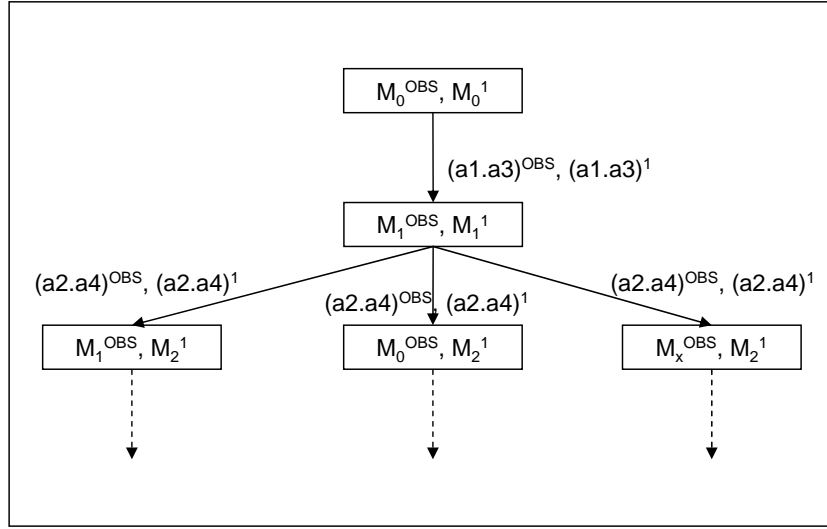 M₀ᴼᴮˢ, M₀¹
(a1.a3)ᴼᴮˢ, (a1.a3)¹
M₁ᴼᴮˢ, M₁¹
(a2.a4)ᴼᴮˢ, (a2.a4)¹
(a2.a4)ᴼᴮˢ, (a2.a4)¹
(a2.a4)ᴼᴮˢ, (a2.a4)¹
M₁ᴼᴮˢ, M₂¹
M₀ᴼᴮˢ, M₂¹
Mₓᴼᴮˢ, M₂¹